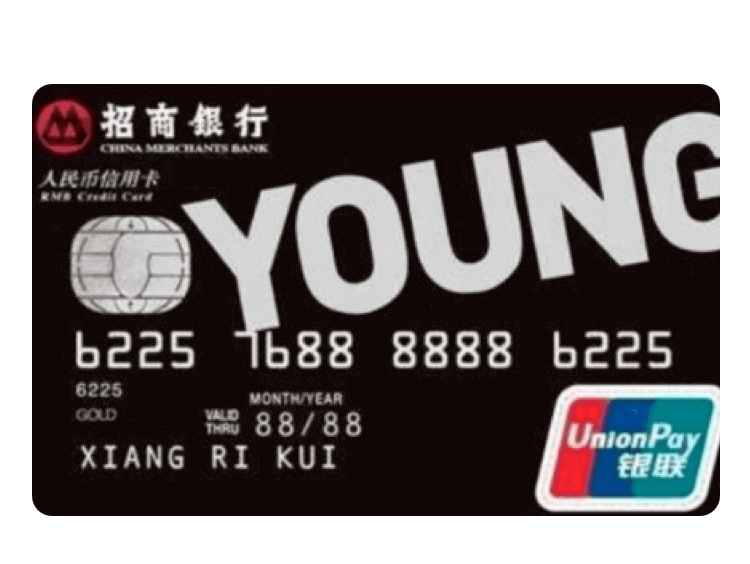 招商银行
CHINA MERCHANTS BANK
人民币信用卡
RMB Credit Card
YOUNG
6225 7688 8888 6225
6225
MONTH/YEAR
GOLD
VALID THRU 88/88
XIANG RI KUI
UnionPay
银联